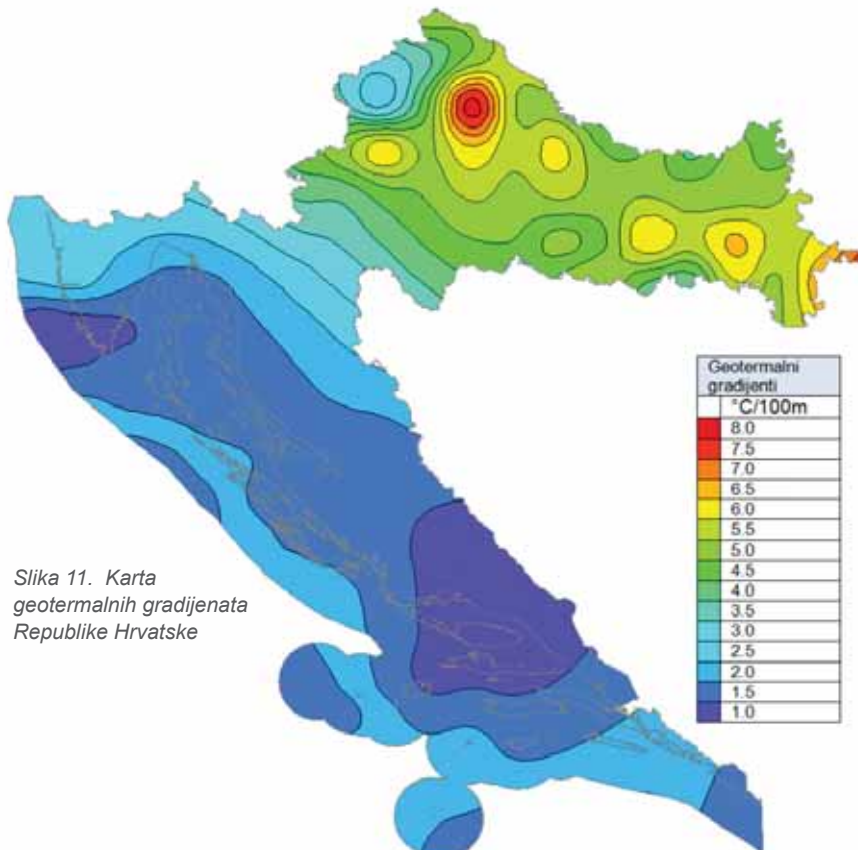 Geotermalni
gradijenti
°C/100m
8.0
7.5
7.0
6.5
6.0
5.5
5.0
4.5
4.0
3.5
3.0
2.5
2.0
1.5
1.0
Slika 11. Karta
geotermalnih gradijenata
Republike Hrvatske